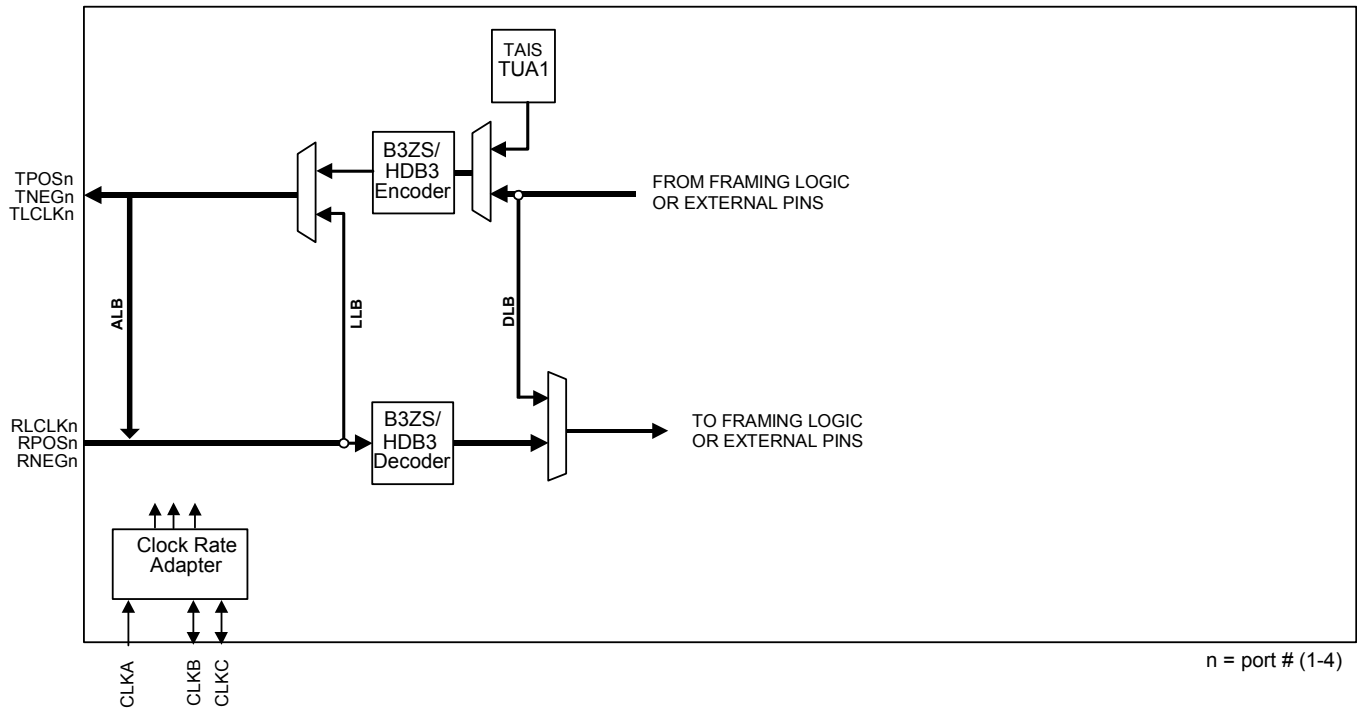 TAIS
TUA1
B3ZS/
HDB3
Encoder
TPOSn
TNEGn
TLCLKn
FROM FRAMING LOGIC
OR EXTERNAL PINS
ALB
LLB
DLB
RLCLKn
RPOSn
RNEGn
B3ZS/
HDB3
Decoder
TO FRAMING LOGIC
OR EXTERNAL PINS
Clock Rate
Adapter
CLKA
CLKB
CLKC
n = port # (1-4)